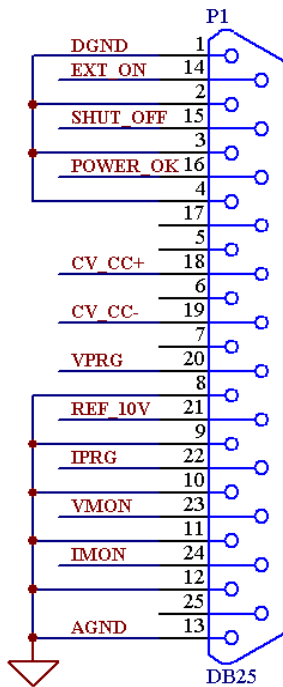 P1
DGND 1
EXT_ON 14
2
SHUT_OFF 15
3
POWER_OK 16
4
17
5
CV_CC+ 18
6
CV_CC- 19
7
VPRG 20
8
REF_10V 21
9
IPRG 22
10
VMON 23
11
IMON 24
12
25
AGND 13
DB25